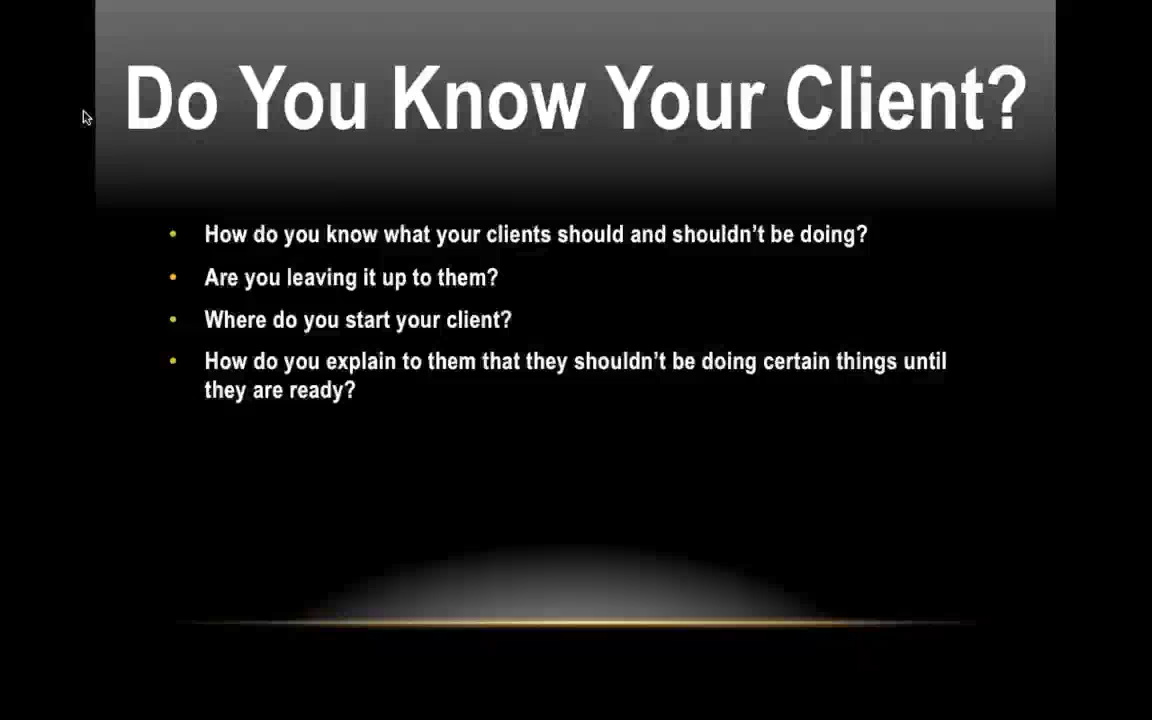 Do You Know Your Client?
• How do you know what your clients should and shouldn’t be doing?
• Are you leaving it up to them?
• Where do you start your client?
• How do you explain to them that they shouldn’t be doing certain things until
they are ready?